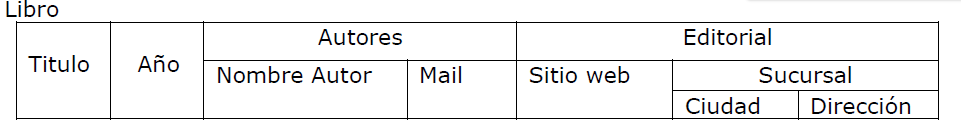 Libro
Titulo Año Autores Editorial
Nombre Autor Mail Sitio web Sucursal
Ciudad Dirección